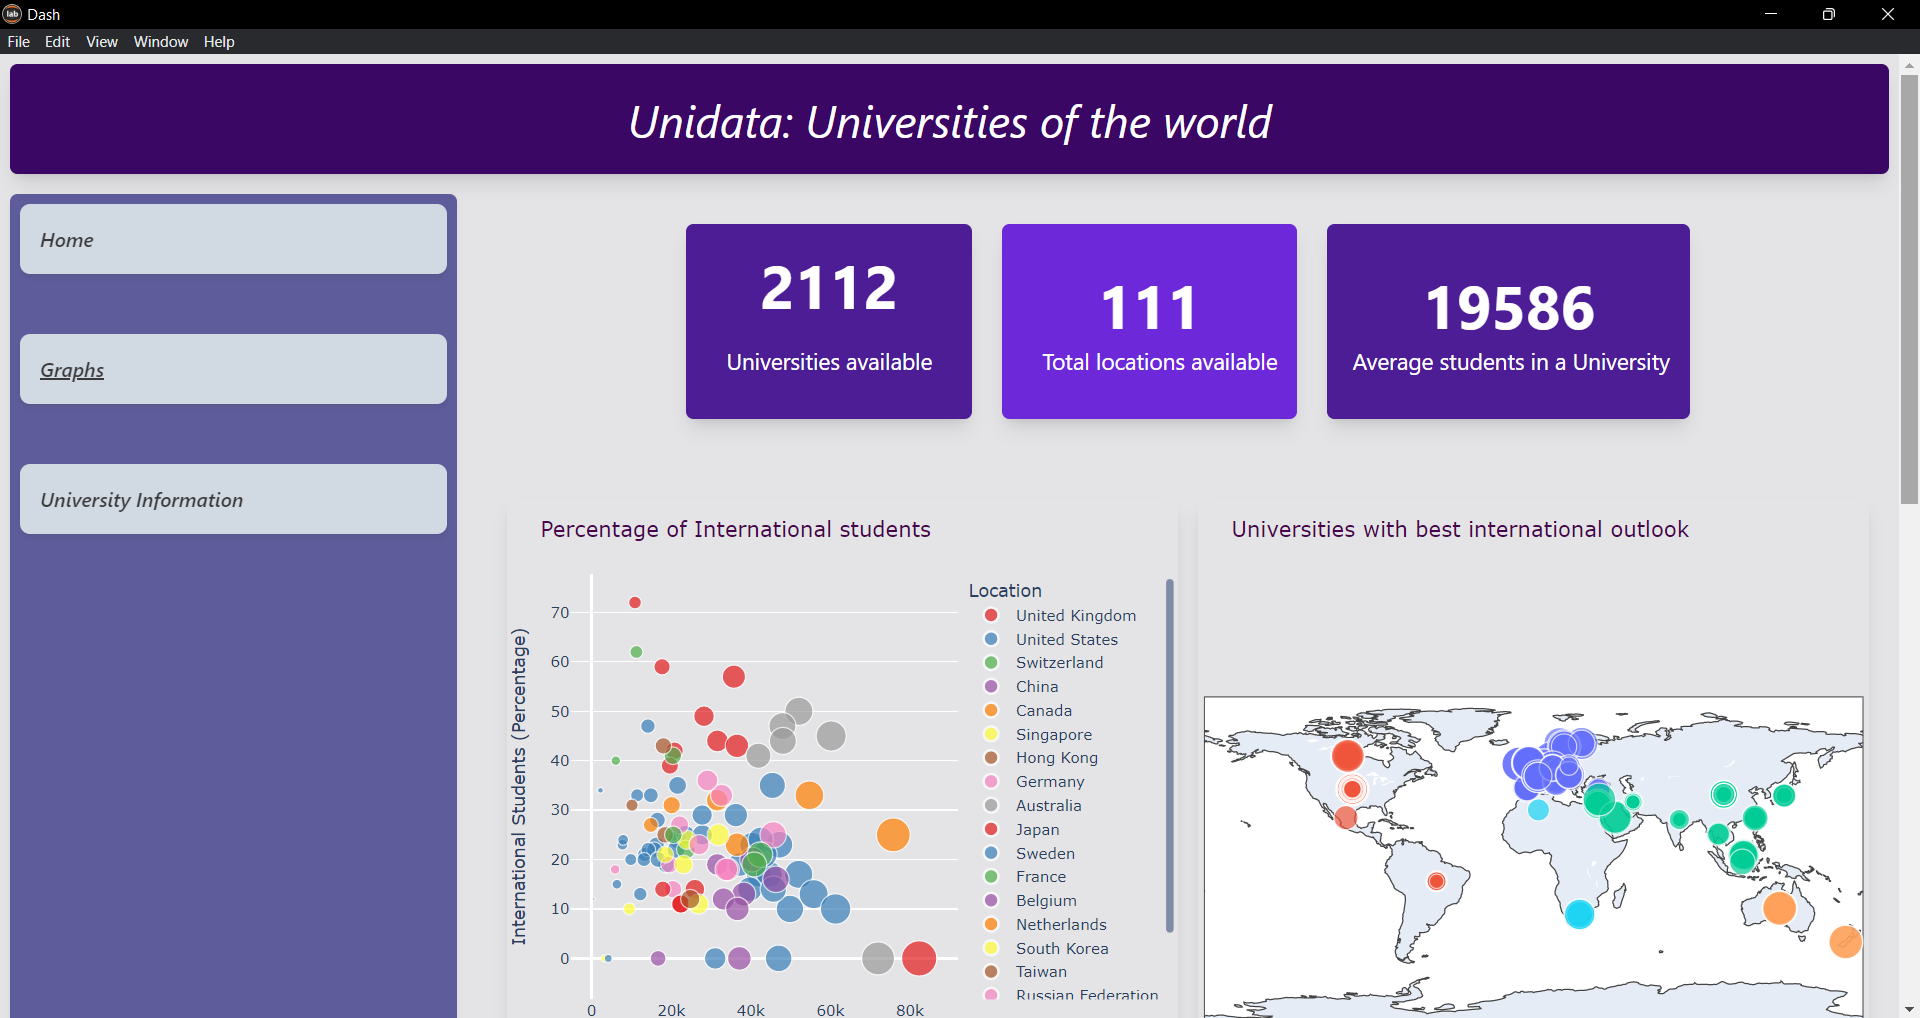 lab Dash
File Edit View Window Help
Unidata: Universities of the world
Home
Graphs
University Information
2112
Universities available
111
Total locations available
19586
Average students in a University
Percentage of International students
International Students (Percentage)
70
60
50
40
30
20
10
0
0 20k 40k 60k 80k
Location
United Kingdom
United States
Switzerland
China
Canada
Singapore
Hong Kong
Germany
Australia
Japan
Sweden
France
Belgium
Netherlands
South Korea
Taiwan
Russian Federation
Universities with best international outlook